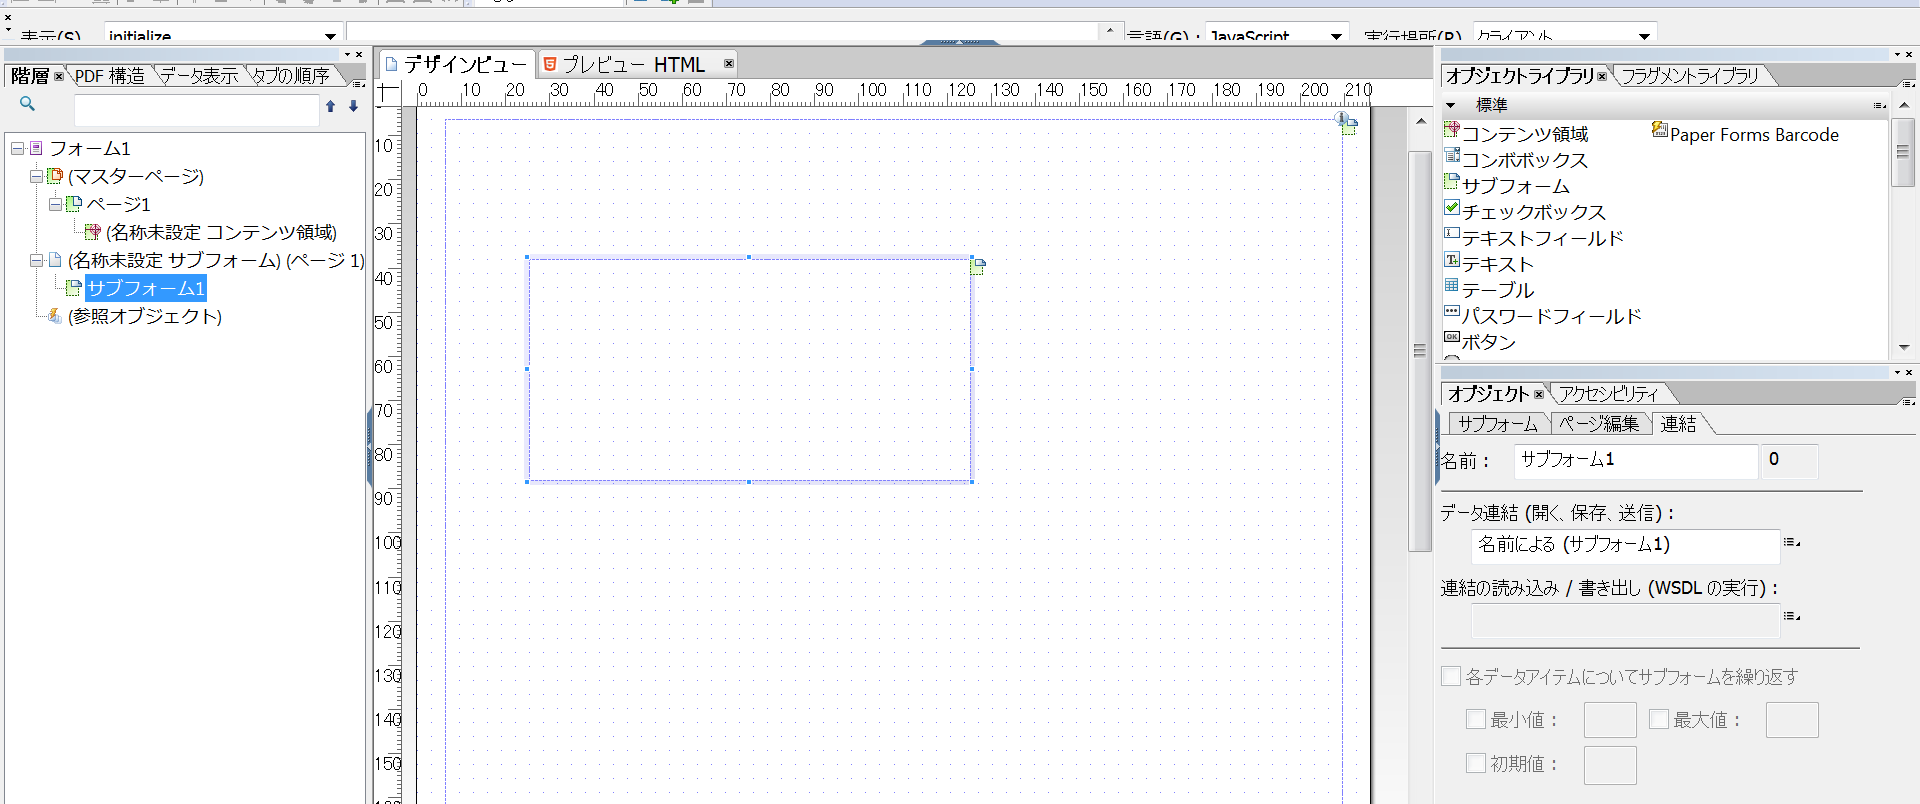 表示(S)
initialize
言語(G)：
JavaScript
実行場所(R)
クライアント
階層
PDF 構造
データ表示
タブの順序
フォーム1
(マスターページ)
ページ1
(名称未設定 コンテンツ領域)
(名称未設定 サブフォーム) (ページ 1)
サブフォーム1
(参照オブジェクト)
デザインビュー
プレビュー HTML
0 10 20 30 40 50 60 70 80 90 100 110 120 130 140 150 160 170 180 190 200 210
10
20
30
40
50
60
70
80
90
100
110
120
130
140
150
オブジェクトライブラリ
フラグメントライブラリ
標準
コンテンツ領域
Paper Forms Barcode
コンボボックス
サブフォーム
チェックボックス
テキストフィールド
テキスト
テーブル
パスワードフィールド
ボタン
オブジェクト
アクセシビリティ
サブフォーム
ページ編集
連結
名前：
サブフォーム1
0
データ連結 (開く、保存、送信)：
名前による (サブフォーム1)
連結の読み込み / 書き出し (WSDL の実行)：
各データアイテムについてサブフォームを繰り返す
最小値：
最大値：
初期値：